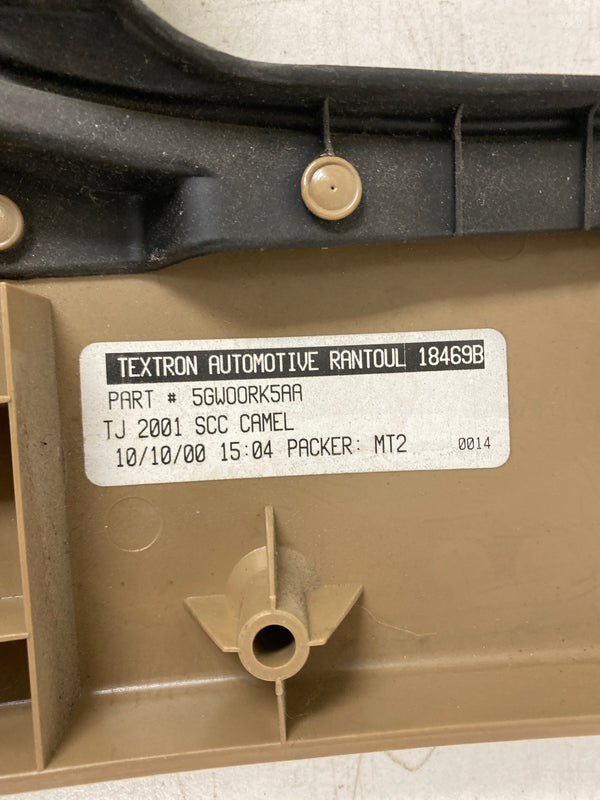 TEXTRON AUTOMOTIVE RANTOUL 18469B
PART # 5GW00RK5AA
TJ 2001 SCC CAMEL
10/10/00 15:04 PACKER: MT2 0014